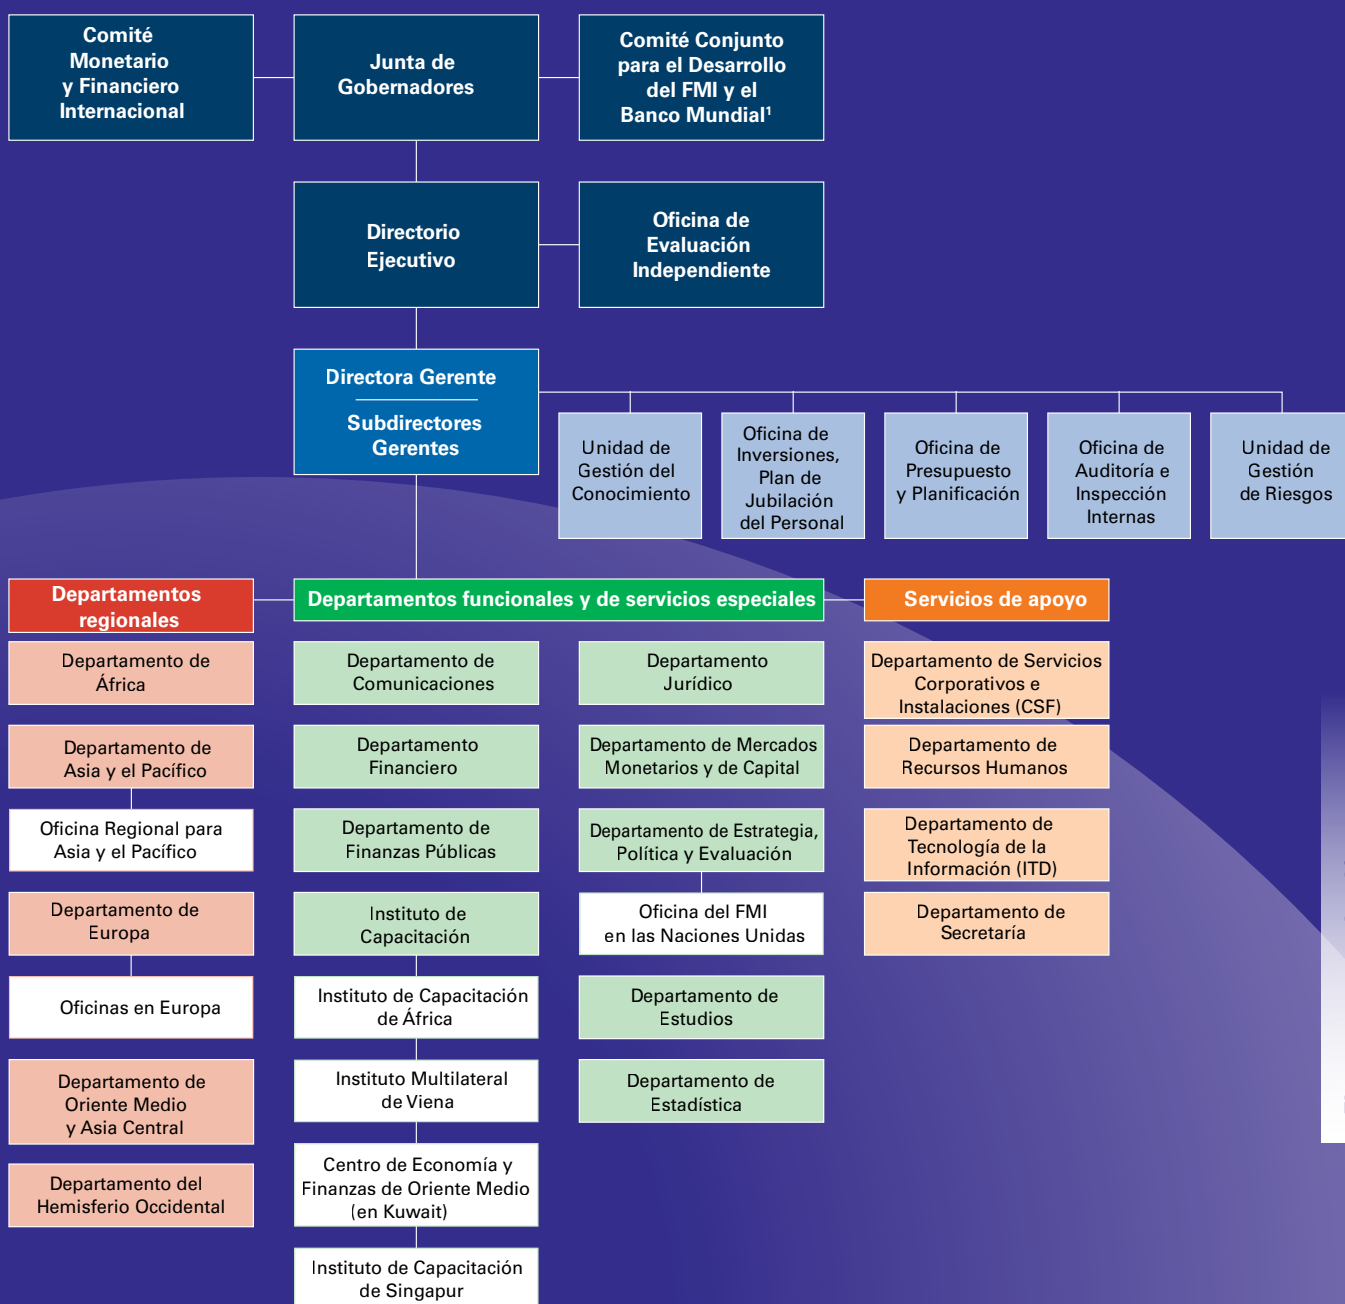 Comité
Monetario
y Financiero
Internacional
Junta de
Gobernadores
Comité Conjunto
para el Desarrollo
del FMI y el
Banco Mundial¹
Directorio
Ejecutivo
Oficina de
Evaluación
Independiente
Directora Gerente
Subdirectores
Gerentes
Unidad de
Gestión del
Conocimiento
Oficina de
Inversiones,
Plan de
Jubilación
del Personal
Oficina de
Presupuesto
y Planificación
Oficina de
Auditoría e
Inspección
Internas
Unidad de
Gestión
de Riesgos
Departamentos
regionales
Departamento de
África
Departamento de
Asia y el Pacífico
Oficina Regional para
Asia y el Pacífico
Departamento de
Europa
Oficinas en Europa
Departamento de
Oriente Medio
y Asia Central
Departamento del
Hemisferio Occidental
Departamentos funcionales y de servicios especiales
Departamento de
Comunicaciones
Departamento
Financiero
Departamento de
Finanzas Públicas
Instituto de
Capacitación
Instituto de Capacitación
de África
Instituto Multilateral
de Viena
Centro de Economía y
Finanzas de Oriente Medio
(en Kuwait)
Instituto de Capacitación
de Singapur
Departamento
Jurídico
Departamento de Mercados
Monetarios y de Capital
Departamento de Estrategia,
Política y Evaluación
Oficina del FMI
en las Naciones Unidas
Departamento de
Estudios
Departamento de
Estadística
Servicios de apoyo
Departamento de Servicios
Corporativos e
Instalaciones (CSF)
Departamento de
Recursos Humanos
Departamento de
Tecnología de la
Información (ITD)
Departamento de
Secretaría